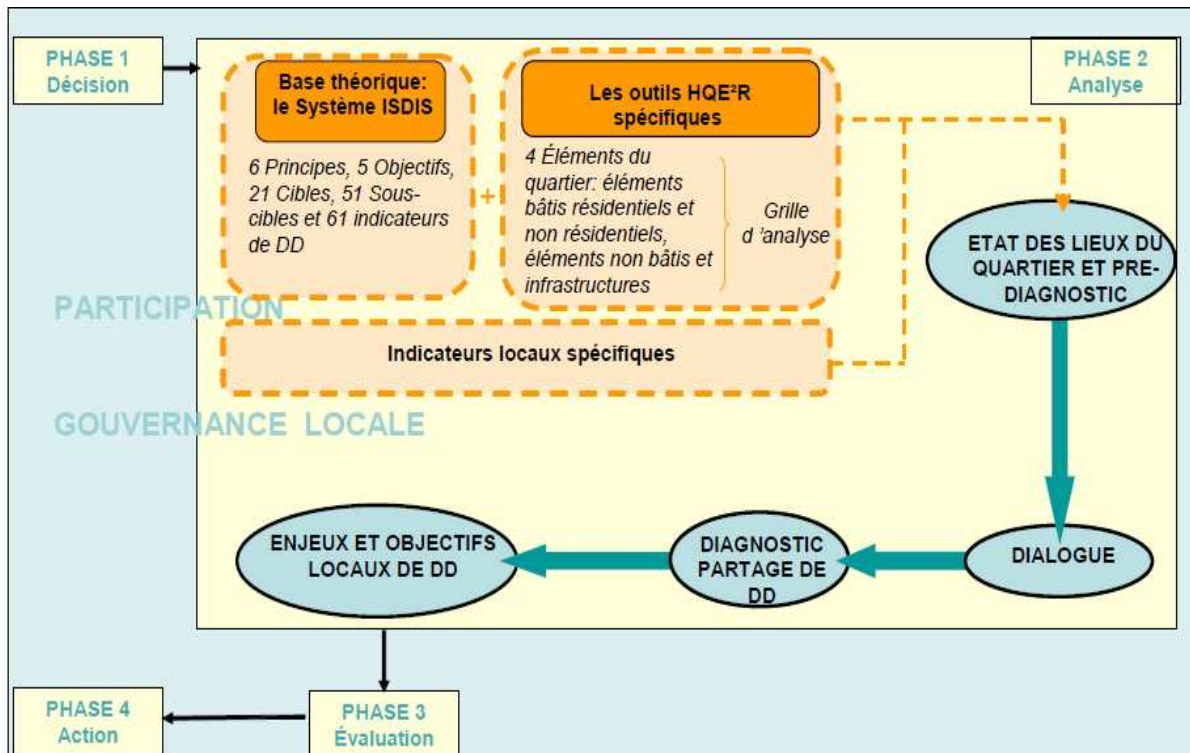 PHASE 1
Décision
PHASE 2
Analyse
Base théorique:
le Système ISDIS
6 Principes, 5 Objectifs,
21 Cibles, 51 Sous-
cibles et 61 indicateurs
de DD
+
Les outils HQE²R
spécifiques
4 Éléments du
quartier: éléments
bâtis résidentiels et
non résidentiels,
éléments non bâtis et
infrastructures
Grille
d ’analyse
ETAT DES LIEUX DU
QUARTIER ET PRE-
DIAGNOSTIC
PARTICIPATION
Indicateurs locaux spécifiques
GOUVERNANCE LOCALE
ENJEUX ET OBJECTIFS
LOCAUX DE DD
DIAGNOSTIC
PARTAGE DE
DD
DIALOGUE
PHASE 4
Action
PHASE 3
Évaluation